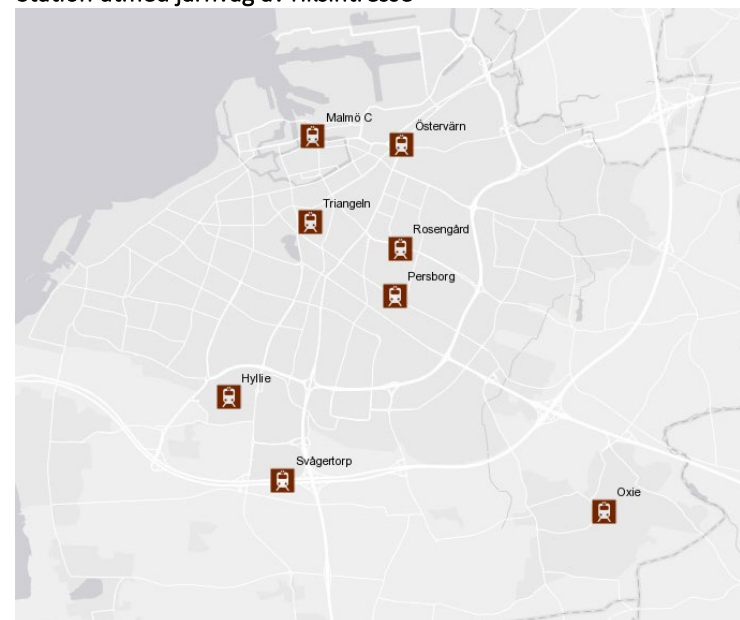 Station utmed järnväg av riksintresse
Malmö C
Östervärn
Triangeln
Rosengård
Persborg
Hyllie
Svågertorp
Oxie